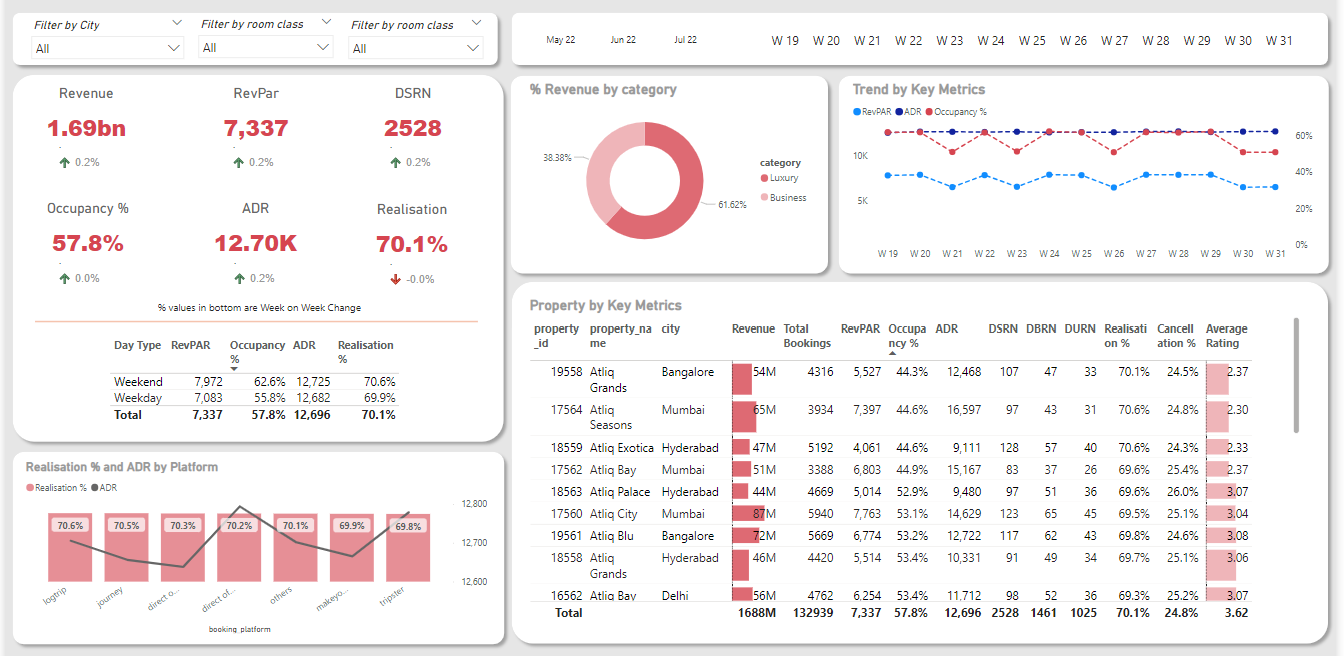 Filter by City
All
Filter by room class
All
Filter by room class
All
May 22 Jun 22 Jul 22
W 19 W 20 W 21 W 22 W 23 W 24 W 25 W 26 W 27 W 28 W 29 W 30 W 31
Revenue RevPar DSRN
1.69bn 7,337 2528
0.2% 0.2% 0.2%
Occupancy % ADR Realisation
57.8% 12.70K 70.1%
0.0% 0.2% -0.0%
% values in bottom are Week on Week Change
Day Type RevPAR Occupancy % ADR Realisation %
Weekend 7,972 62.6% 12,725 70.6%
Weekday 7,083 55.8% 12,682 69.9%
Total 7,337 57.8% 12,696 70.1%
Realisation % and ADR by Platform
Realisation % ADR
12,800
70.6% 70.5% 70.3% 70.2% 70.1% 69.9% 69.8%
12,700
12,600
logtrip journey direct o... direct of... others makeyo... tripster
booking_platform
% Revenue by category
38.38%
61.62%
category
Luxury
Business
Trend by Key Metrics
RevPAR ADR Occupancy %
10K
5K
60%
40%
20%
0%
W 19 W 20 W 21 W 22 W 23 W 24 W 25 W 26 W 27 W 28 W 29 W 30 W 31
Property by Key Metrics
property property_na city Revenue Total RevPAR Occupa ADR DSRN DBRN DURN Realisati Cancell Average
_id me Bookings ncy % on % ation % Rating
19558 Atliq Bangalore 54M 4316 5,527 44.3% 12,468 107 47 33 70.1% 24.5% 2.37
Grands
17564 Atliq Mumbai 65M 3934 7,397 44.6% 16,597 97 43 31 70.6% 24.8% 2.30
Seasons
18559 Atliq Exotica Hyderabad 47M 5192 4,061 44.6% 9,111 128 57 40 70.6% 24.3% 2.33
17562 Atliq Bay Mumbai 51M 3388 6,803 44.9% 15,167 83 37 26 69.6% 25.4% 2.37
18563 Atliq Palace Hyderabad 44M 4669 5,014 52.9% 9,480 97 51 36 69.6% 26.0% 3.07
17560 Atliq City Mumbai 87M 5940 7,763 53.1% 14,629 123 65 45 69.5% 25.1% 3.04
19561 Atliq Blu Bangalore 72M 5669 6,774 53.2% 12,722 117 62 43 69.8% 24.6% 3.08
18558 Atliq Hyderabad 46M 4420 5,514 53.4% 10,331 91 49 34 69.7% 25.1% 3.06
Grands
16562 Atliq Bay Delhi 56M 4762 6,254 53.4% 11,712 98 52 36 69.3% 25.2% 3.07
Total 1688M 132939 7,337 57.8% 12,696 2528 1461 1025 70.1% 24.8% 3.62